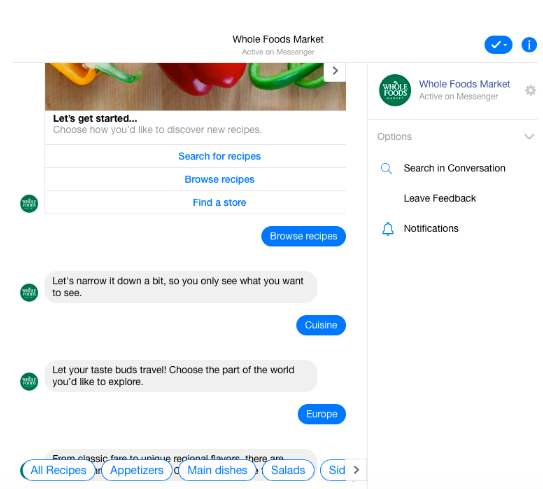 Whole Foods Market
Active on Messenger
Let's get started...
Choose how you'd like to discover new recipes.
Search for recipes
Browse recipes
Find a store
Browse recipes
Let's narrow it down a bit, so you only see what you want
to see.
Cuisine
Let your taste buds travel! Choose the part of the world
you'd like to explore.
Europe
From classic fare to unique regional flavors, there are
All Recipes
Appetizers
Main dishes
Salads
Sid
WHOLE
FOODS
MARKET
Whole Foods Market
Active on Messenger
Options
Search in Conversation
Leave Feedback
Notifications